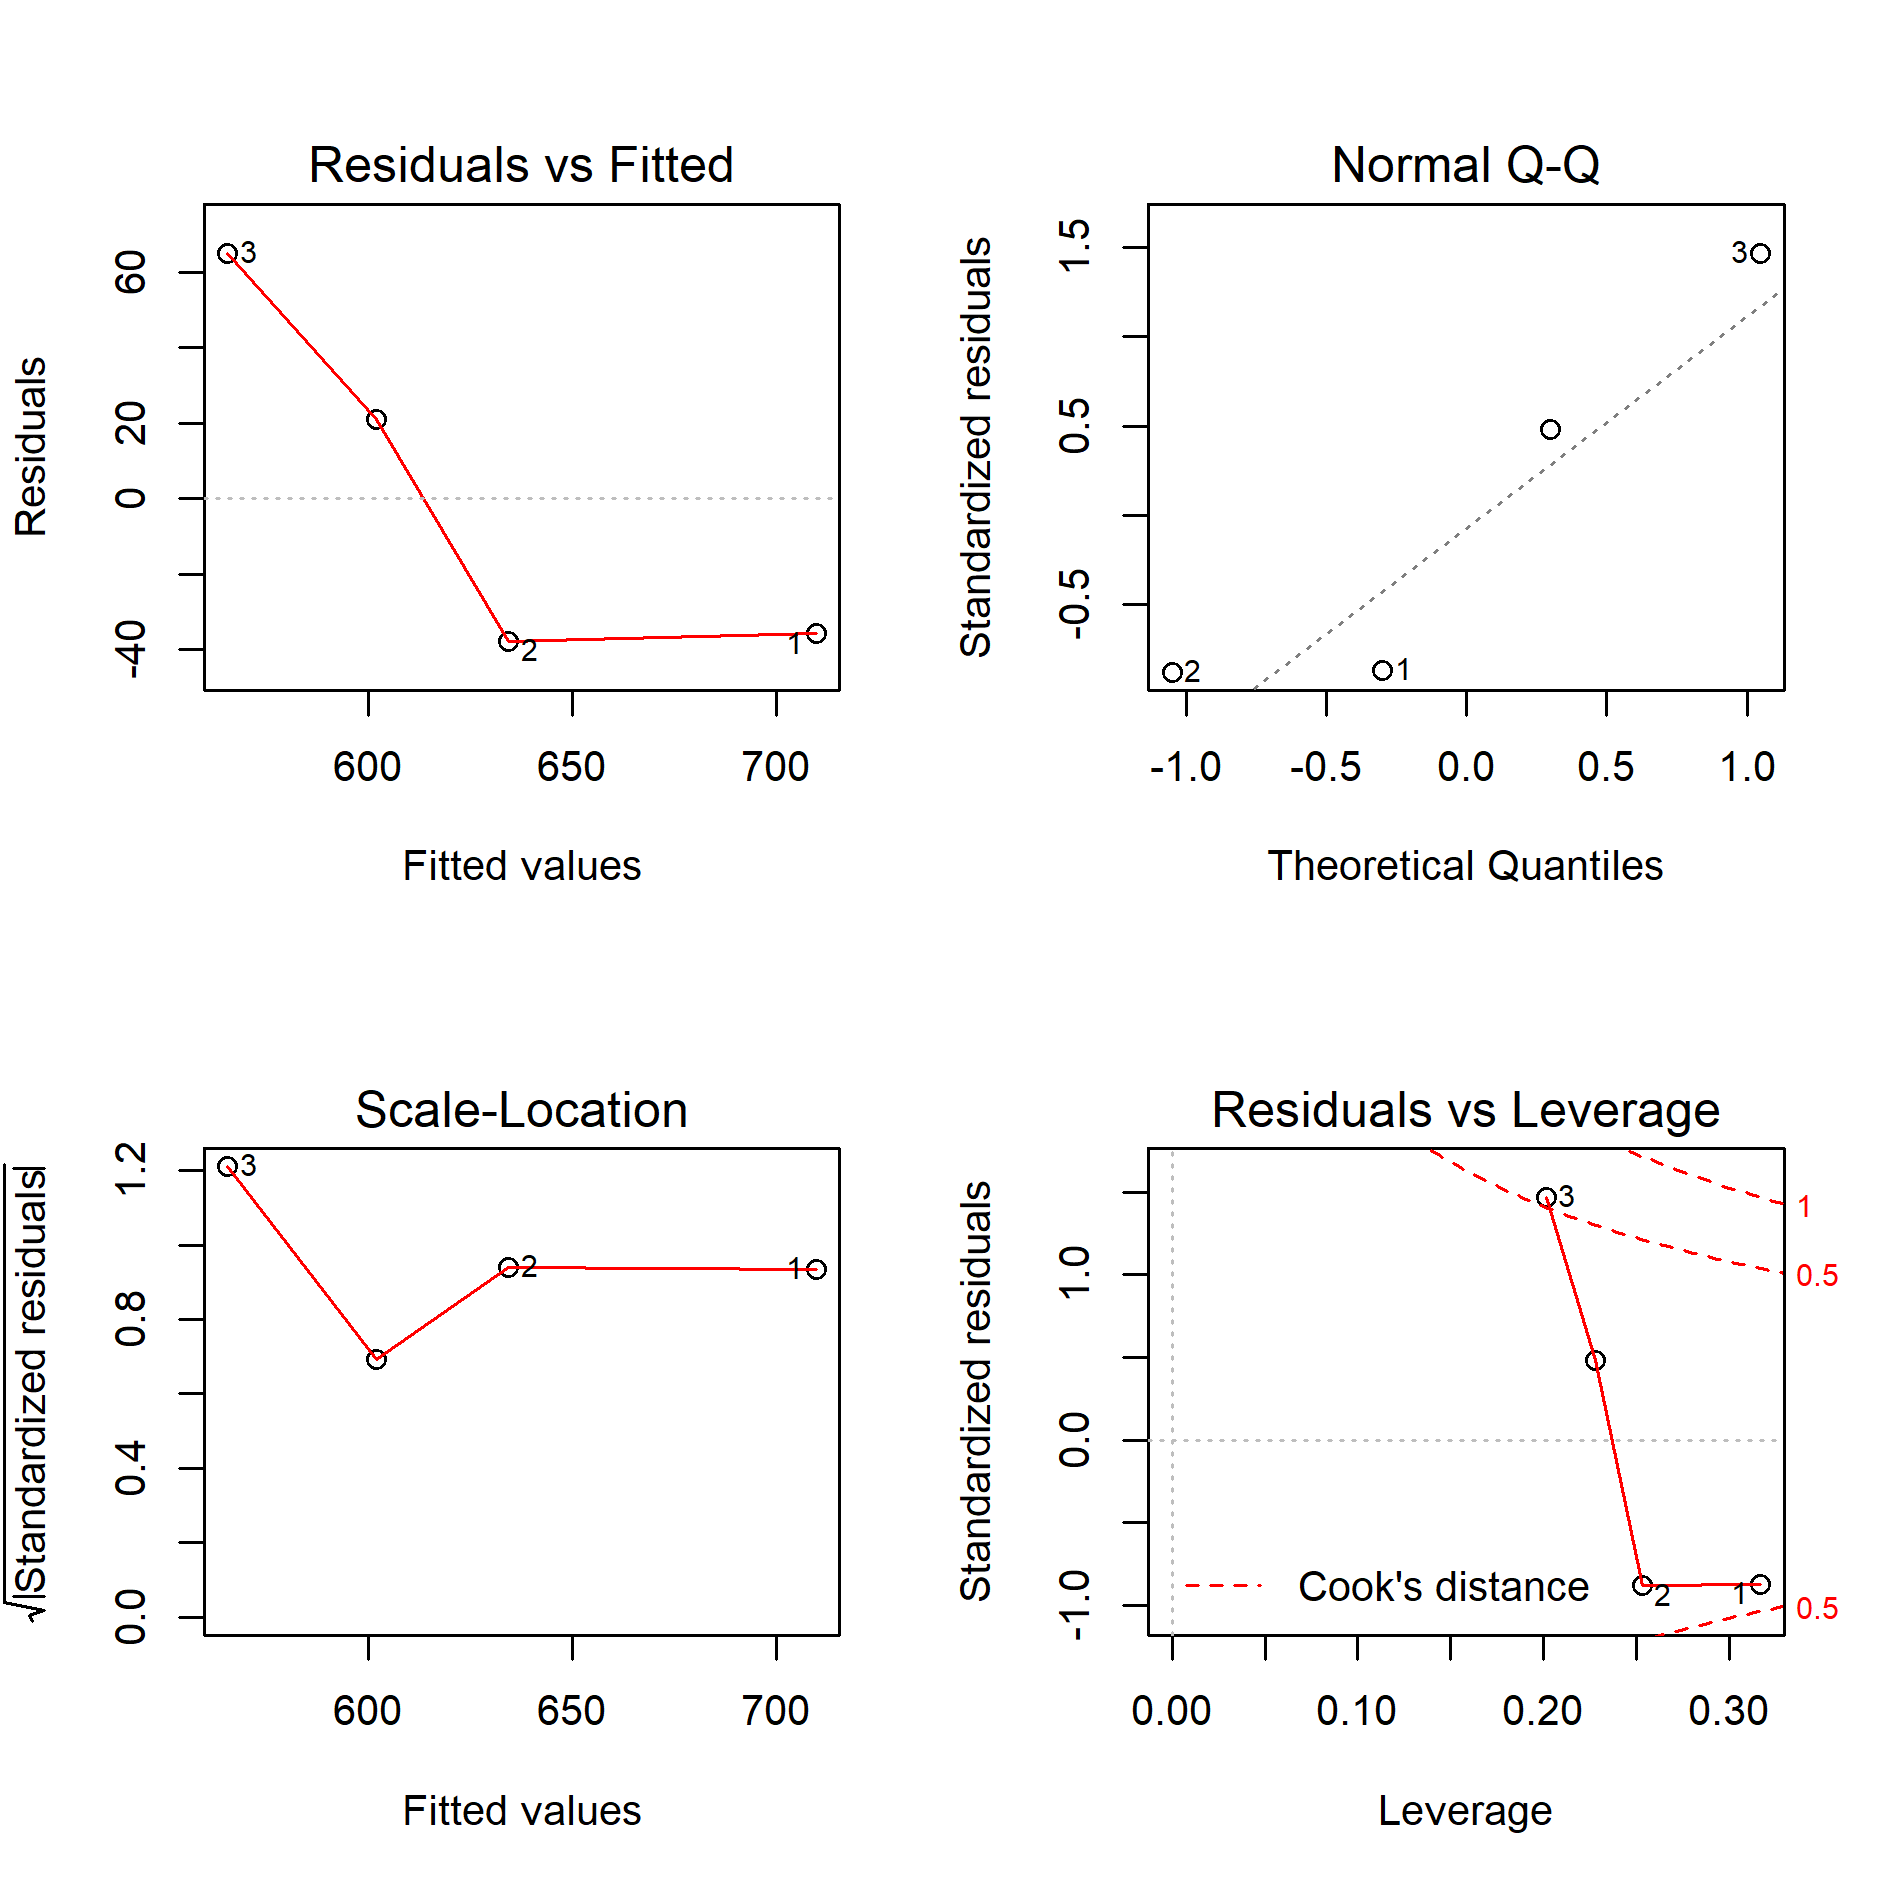 Residuals vs Fitted
Residuals
60
20
0
-40
3
2
1
600 650 700
Fitted values
Normal Q-Q
Standardized residuals
1.5
0.5
-0.5
3
2
1
-1.0 -0.5 0.0 0.5 1.0
Theoretical Quantiles
Scale-Location
√|Standardized residuals|
1.2
0.8
0.4
0.0
3
2
1
600 650 700
Fitted values
Residuals vs Leverage
Standardized residuals
1.0
0.0
-1.0
3
1
0.5
2
1
0.5
Cook's distance
0.00 0.10 0.20 0.30
Leverage